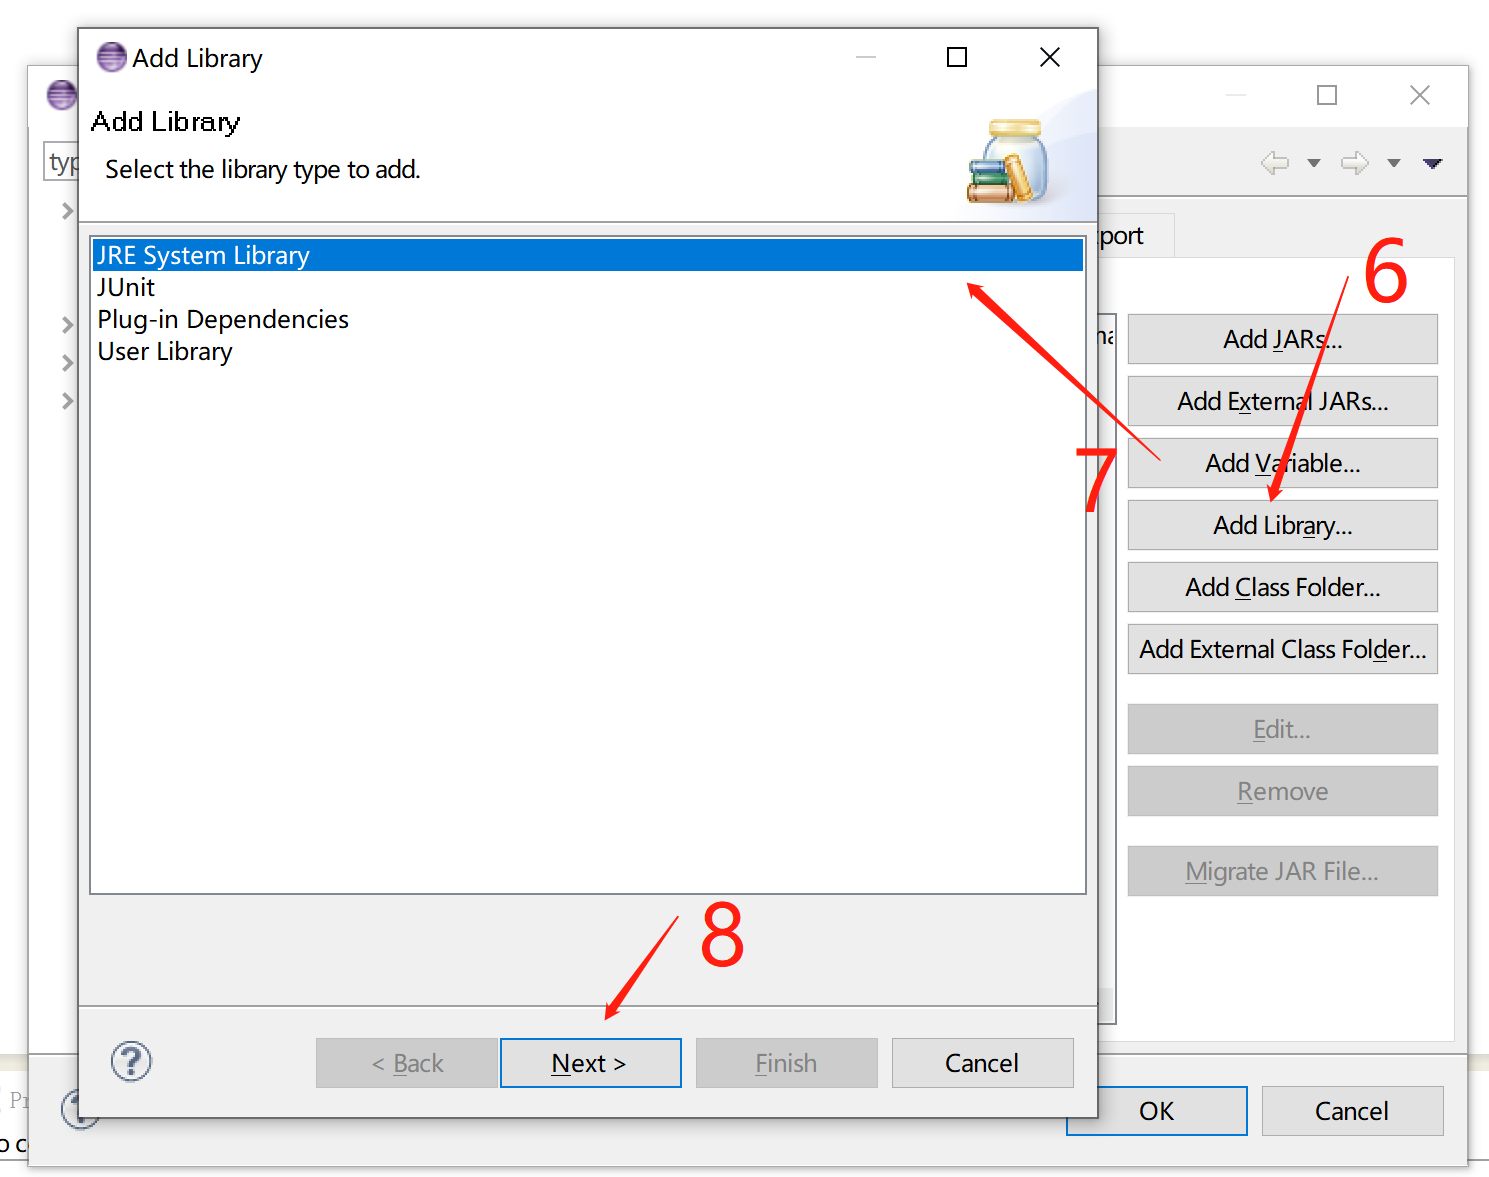 Add Library
Add Library
Select the library type to add.
JRE System Library
JUnit
Plug-in Dependencies
User Library
6
Add JARs...
Add External JARs...
7
Add Variable...
Add Library...
Add Class Folder...
Add External Class Folder...
Edit...
Remove
Migrate JAR File...
8
< Back
Next >
Finish
Cancel
OK
Cancel